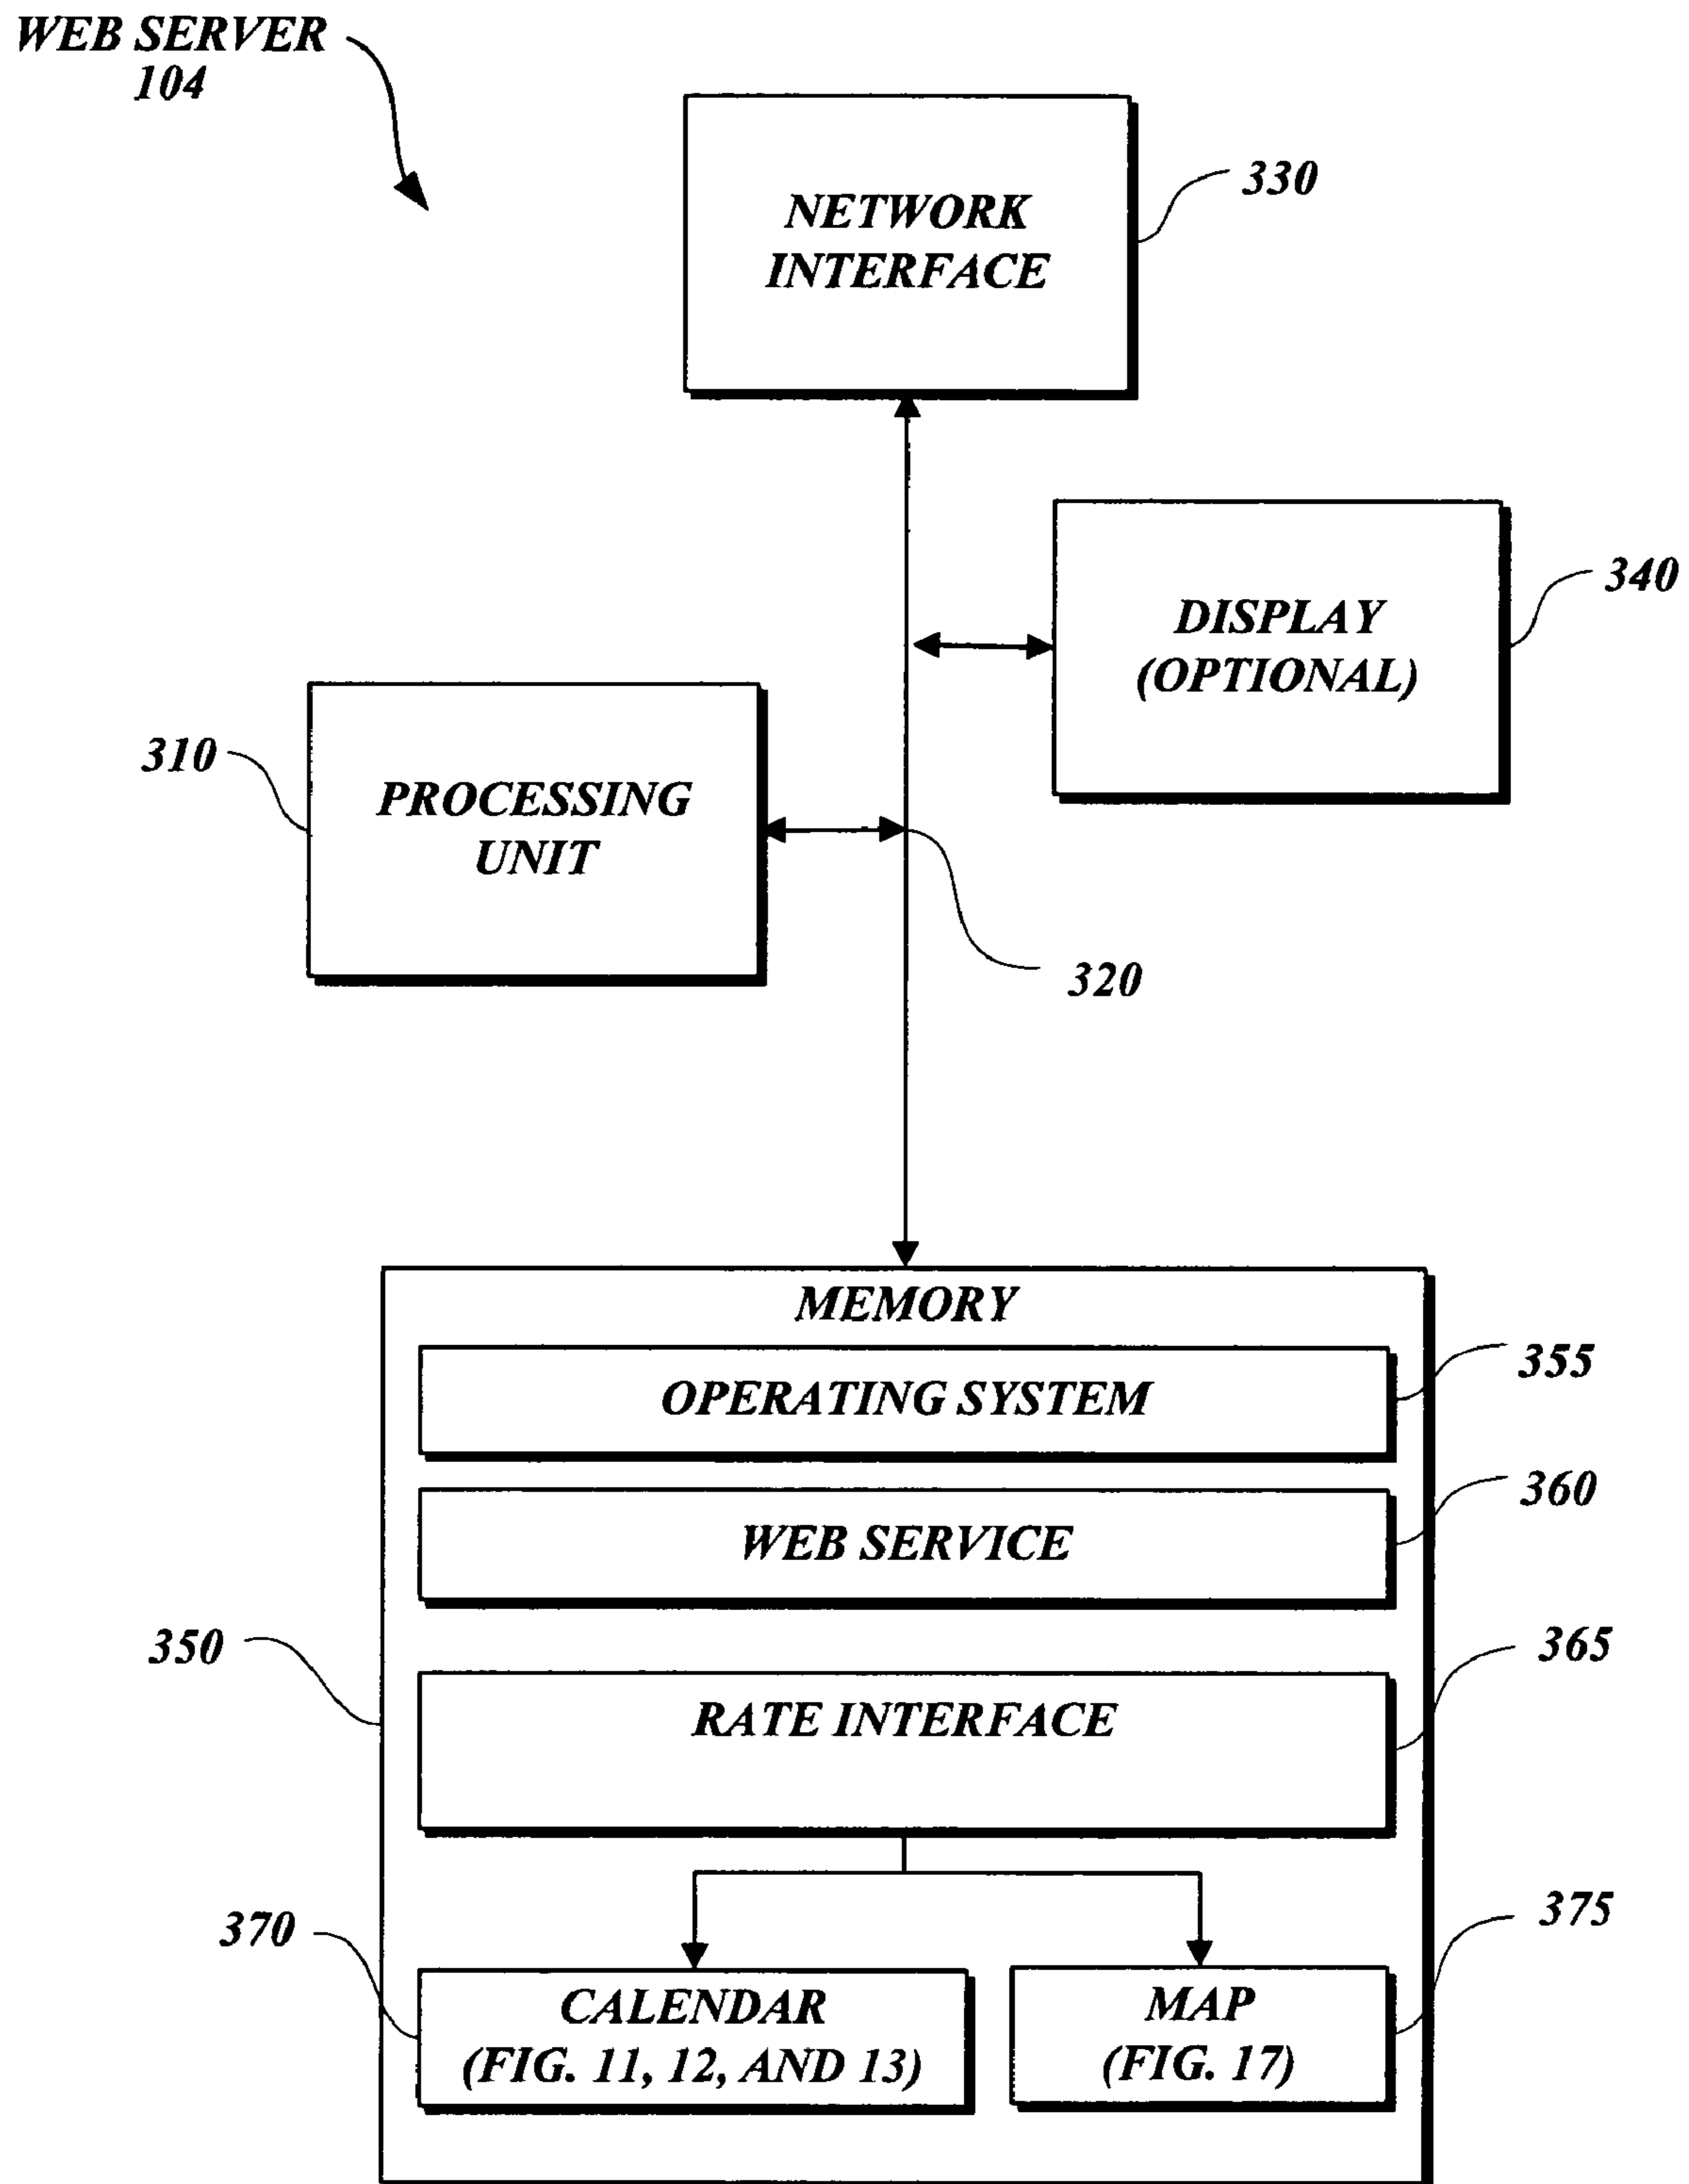 WEB SERVER
104
NETWORK
INTERFACE
330
DISPLAY
(OPTIONAL)
340
310
PROCESSING
UNIT
320
MEMORY
OPERATING SYSTEM
355
WEB SERVICE
360
350
RATE INTERFACE
365
370
CALENDAR
(FIG. 11, 12, AND 13)
MAP
(FIG. 17)
375